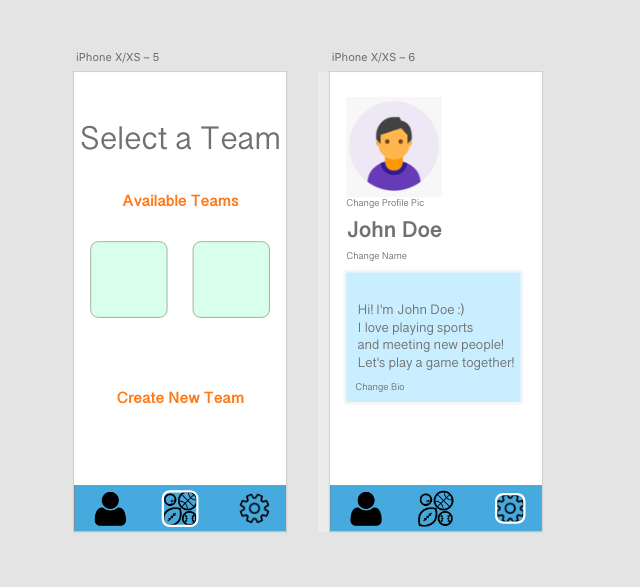 iPhone X/XS – 5
Select a Team
Available Teams
Create New Team
iPhone X/XS – 6
Change Profile Pic
John Doe
Change Name
Hi! I'm John Doe :)
I love playing sports
and meeting new people!
Let's play a game together!
Change Bio